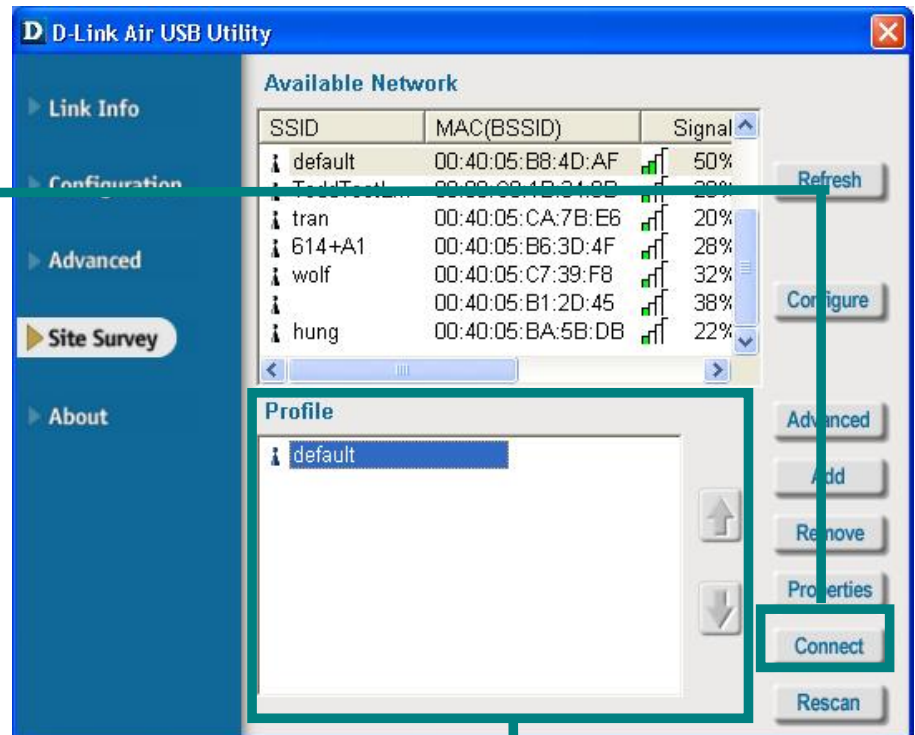 D D-Link Air USB Utility
Link Info
Configuration
Advanced
Site Survey
About
Available Network
SSID MAC(BSSID) Signal
default 00:40:05:B8:4D:AF 50%
tran 00:40:05:CA:7B:E6 20%
614+A1 00:40:05:B6:3D:4F 28%
wolf 00:40:05:C7:39:F8 32%
00:40:05:B1:2D:45 38%
hung 00:40:05:BA:5B:DB 22%
Profile
default
Refresh
Configure
Advanced
Add
Remove
Properties
Connect
Rescan